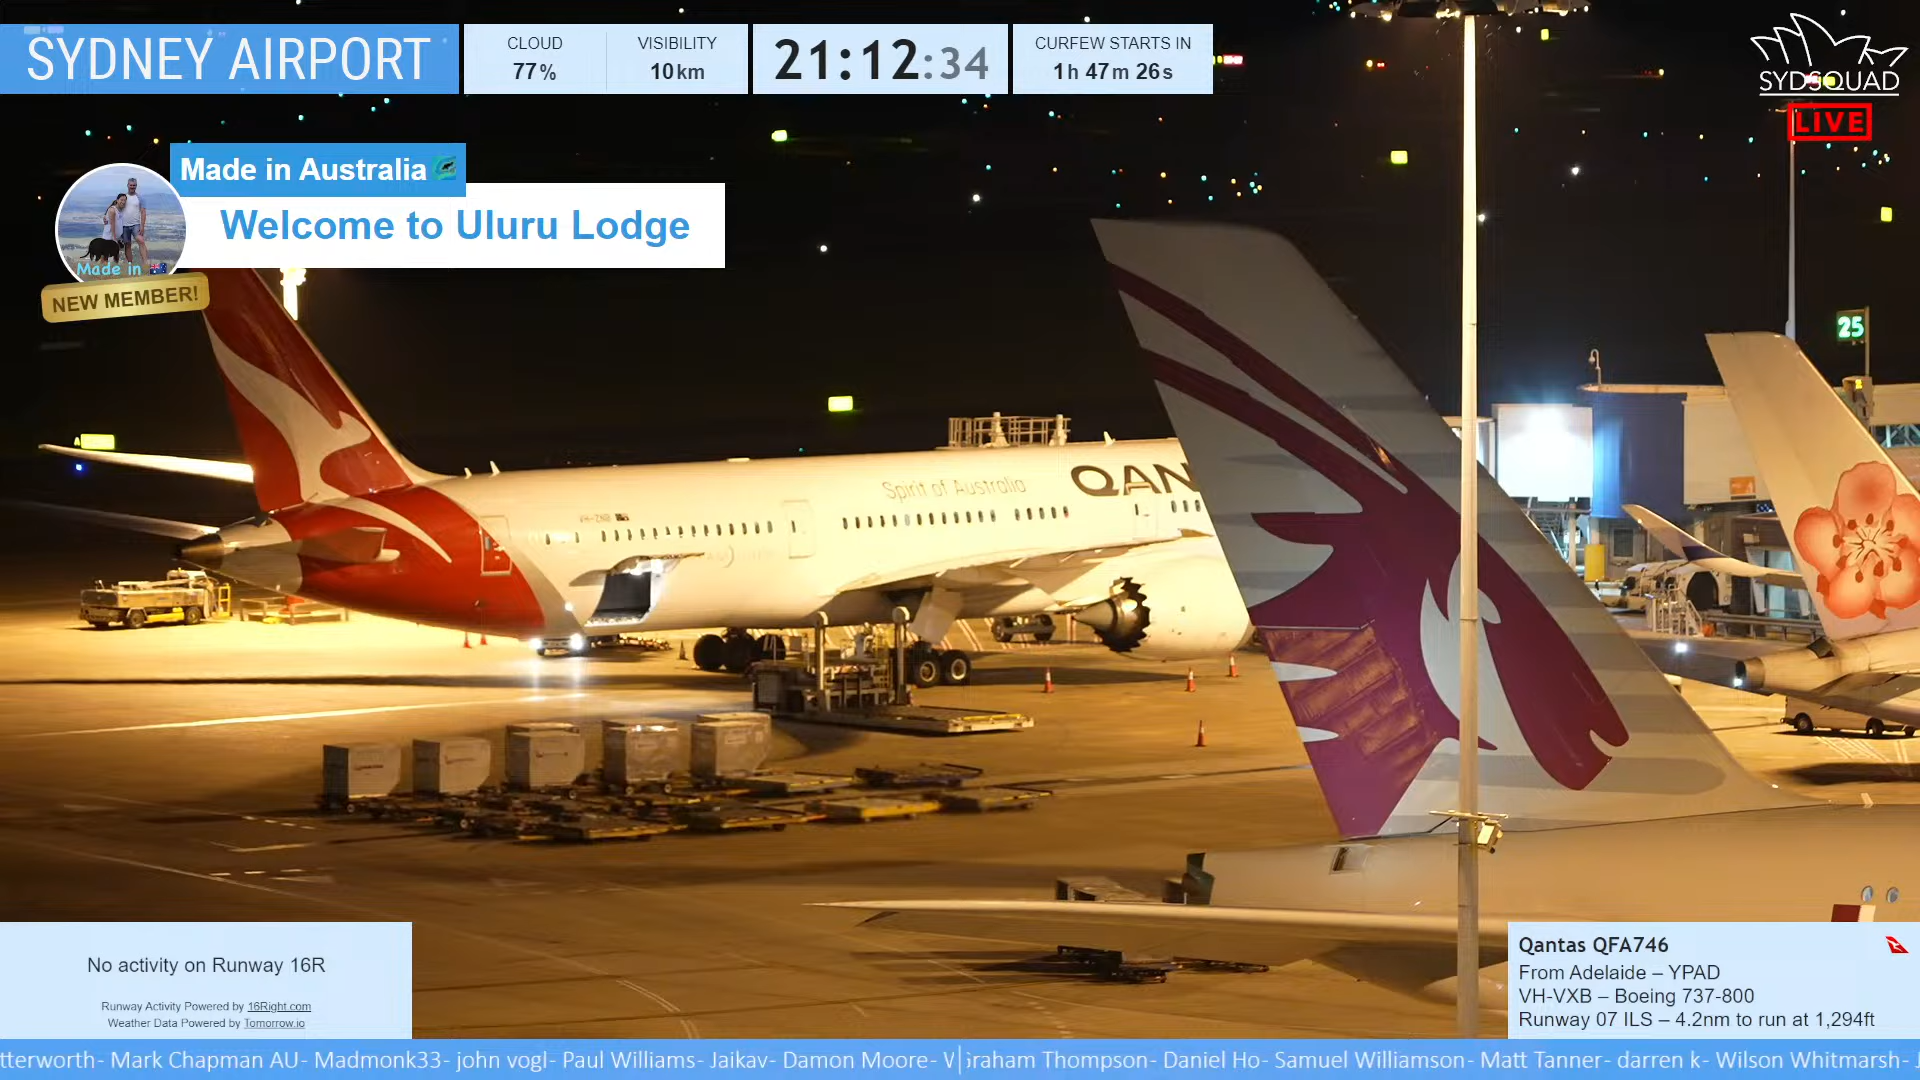 SYDNEY AIRPORT
CLOUD
77%
VISIBILITY
10km
21:12:34
CURFEW STARTS IN
1h 47m 26s
SYDSQUAD
LIVE
Made in Australia
Welcome to Uluru Lodge
Made in
NEW MEMBER!
25
Spirit of Australia
QAN
No activity on Runway 16R
Runway Activity Powered by 16Right.com
Weather Data Powered by Tomorrow.io
Qantas QFA746
From Adelaide – YPAD
VH-VXB – Boeing 737-800
Runway 07 ILS – 4.2nm to run at 1,294ft
tterworth- Mark Chapman AU- Madmonk33- john vogl- Paul Williams- Jaikav- Damon Moore- Graham Thompson- Daniel Ho- Samuel Williamson- Matt Tanner- darren k- Wilson Whitmarsh-